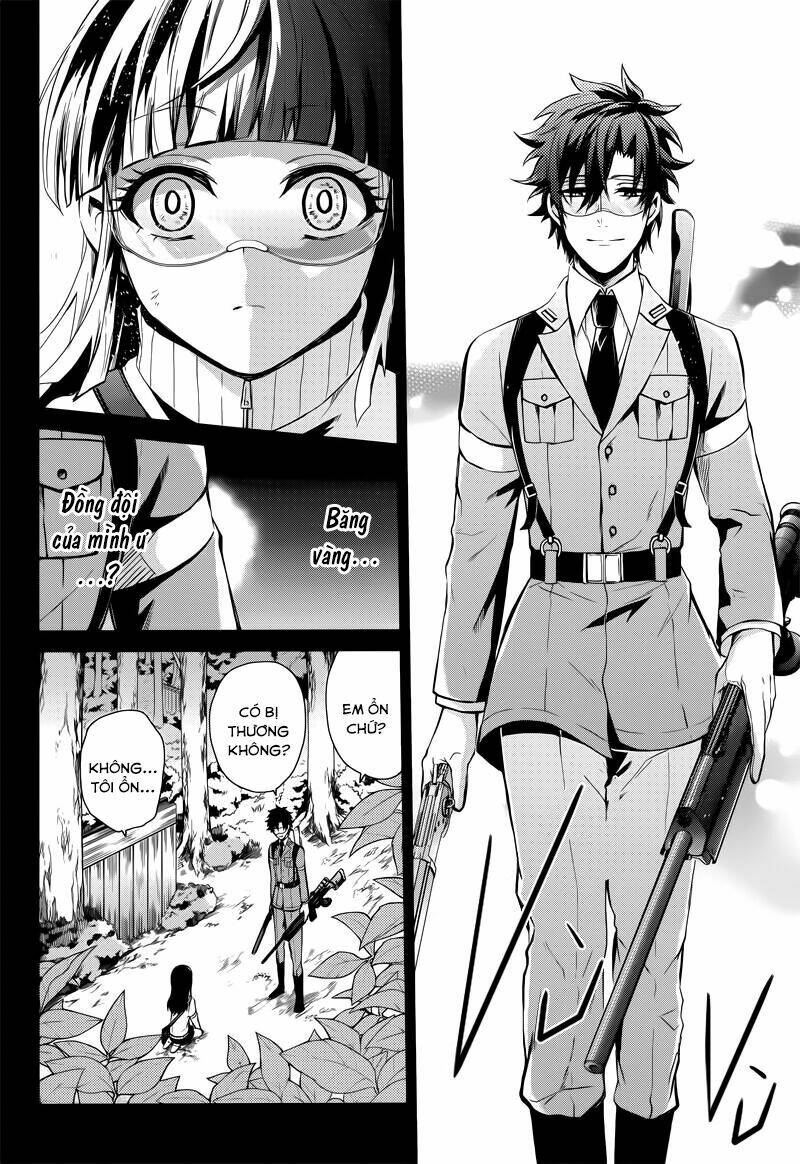 VÙ
VÙ
Băng
vàng...
Đồng đội
của mình ư
...?
EM ỔN
CHỨ?
CÓ BỊ
THƯƠNG
KHÔNG?
KHÔNG...
TÔI ỔN...